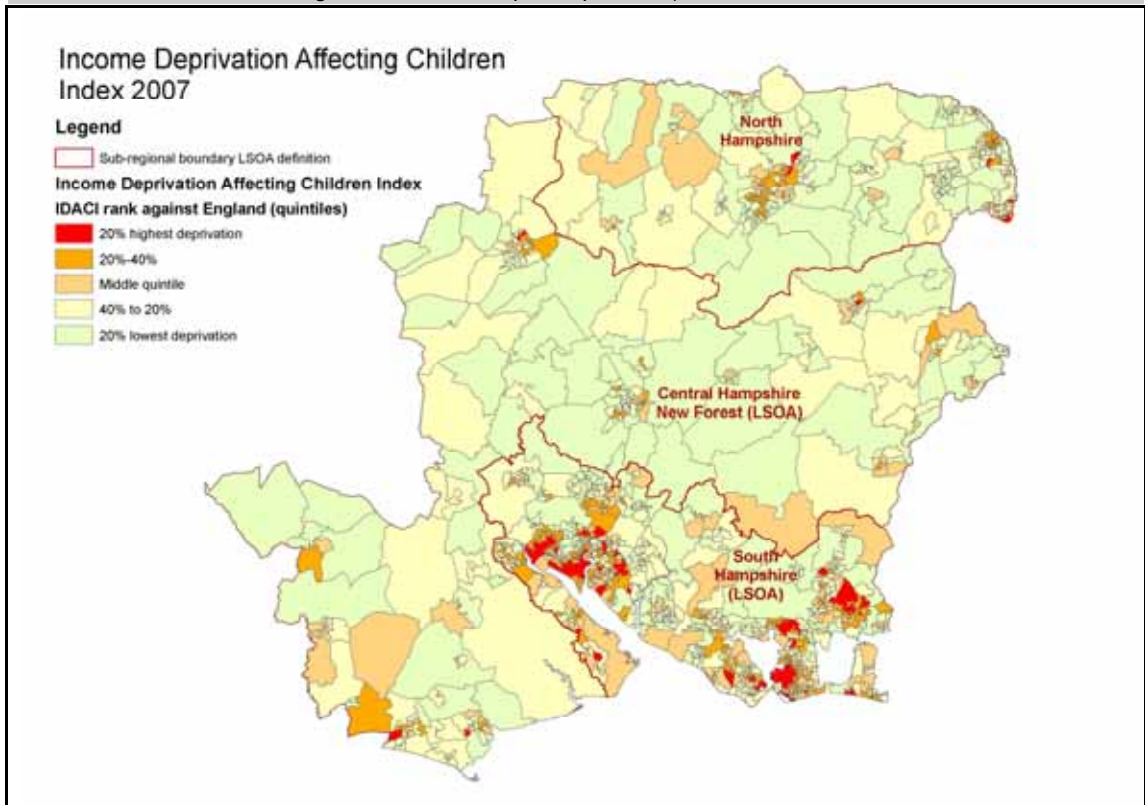 Income Deprivation Affecting Children
Index 2007
Legend
Sub-regional boundary LSOA definition
Income Deprivation Affecting Children Index
IDACI rank against England (quintiles)
20% highest deprivation
20%-40%
Middle quintile
40% to 20%
20% lowest deprivation
North
Hampshire
Central Hampshire
New Forest (LSOA)
South
Hampshire
(LSOA)